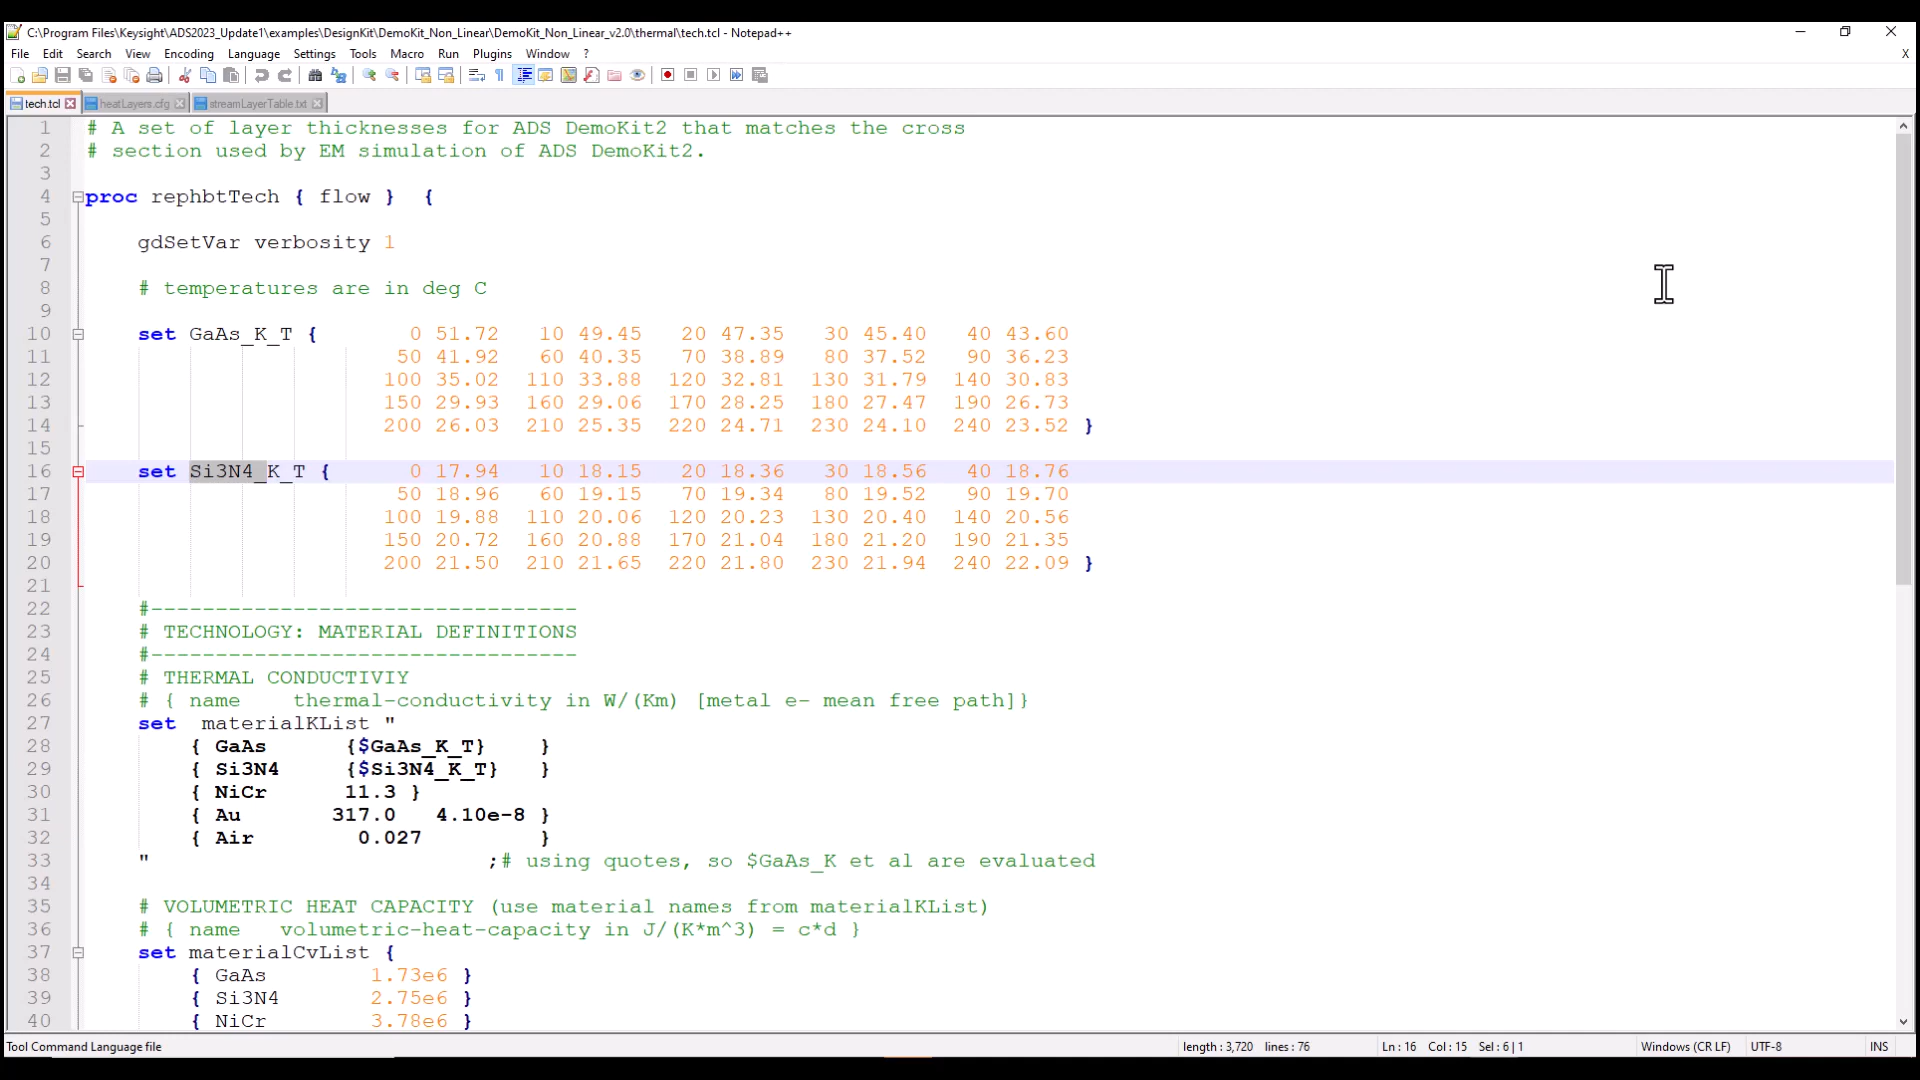 C:\Program Files\Keysight\ADS2023_Update1\examples\DesignKit\DemoKit_Non_Linear\DemoKit_Non_Linear_v2.0\thermal\tech.tcl - Notepad++
File Edit Search View Encoding Language Settings Tools Macro Run Plugins Window ? X
tech.tcl heatLayers.cfg streamLayerTable.txt
1 # A set of layer thicknesses for ADS DemoKit2 that matches the cross
2 # section used by EM simulation of ADS DemoKit2.
3
4 proc rephbtTech { flow } {
5
6 gdSetVar verbosity 1
7
8 # temperatures are in deg C
9
10 set GaAs_K_T { 0 51.72 10 49.45 20 47.35 30 45.40 40 43.60
11 50 41.92 60 40.35 70 38.89 80 37.52 90 36.23
12 100 35.02 110 33.88 120 32.81 130 31.79 140 30.83
13 150 29.93 160 29.06 170 28.25 180 27.47 190 26.73
14 200 26.03 210 25.35 220 24.71 230 24.10 240 23.52 }
15
16 set Si3N4_K_T { 0 17.94 10 18.15 20 18.36 30 18.56 40 18.76
17 50 18.96 60 19.15 70 19.34 80 19.52 90 19.70
18 100 19.88 110 20.06 120 20.23 130 20.40 140 20.56
19 150 20.72 160 20.88 170 21.04 180 21.20 190 21.35
20 200 21.50 210 21.65 220 21.80 230 21.94 240 22.09 }
21
22 #---------------------------------
23 # TECHNOLOGY: MATERIAL DEFINITIONS
24 #---------------------------------
25 # THERMAL CONDUCTIVIY
26 # { name thermal-conductivity in W/(Km) [metal e- mean free path]}
27 set materialKList "
28 { GaAs {$GaAs_K_T} }
29 { Si3N4 {$Si3N4_K_T} }
30 { NiCr 11.3 }
31 { Au 317.0 4.10e-8 }
32 { Air 0.027 }
33 " ;# using quotes, so $GaAs_K et al are evaluated
34
35 # VOLUMETRIC HEAT CAPACITY (use material names from materialKList)
36 # { name volumetric-heat-capacity in J/(K*m^3) = c*d }
37 set materialCvList {
38 { GaAs 1.73e6 }
39 { Si3N4 2.75e6 }
40 { NiCr 3.78e6 }
Tool Command Language file length : 3,720 lines : 76 Ln : 16 Col : 15 Sel : 6 | 1 Windows (CR LF) UTF-8 INS